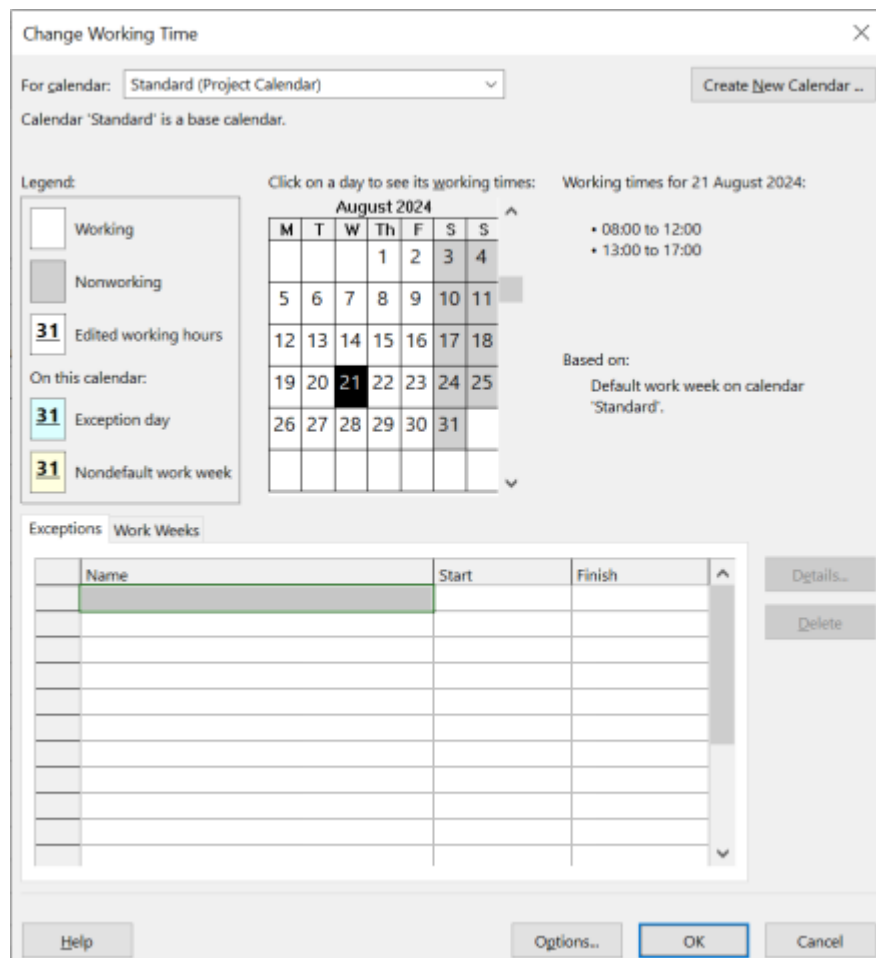 Change Working Time
For calendar: Standard (Project Calendar)
Create New Calendar ...
Calendar 'Standard' is a base calendar.
Legend:
Working
Nonworking
31 Edited working hours
On this calendar:
31 Exception day
31 Nondefault work week
Click on a day to see its working times:
August 2024
M T W Th F S S
1 2 3 4
5 6 7 8 9 10 11
12 13 14 15 16 17 18
19 20 21 22 23 24 25
26 27 28 29 30 31
Working times for 21 August 2024:
• 08:00 to 12:00
• 13:00 to 17:00
Based on:
Default work week on calendar
'Standard'.
Exceptions Work Weeks
Name Start Finish
Details...
Delete
Help Options... OK Cancel